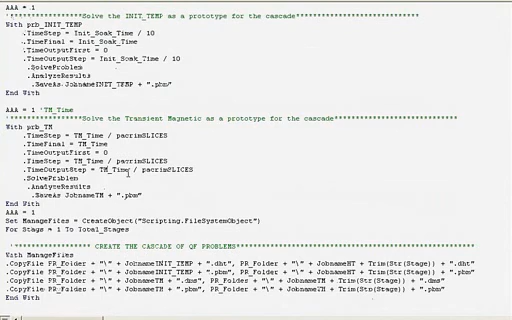 AAA = 1
'*****************Solve the INIT_TEMP as a prototype for the cascade*****************************
With prb_INIT_TEMP
.TimeStep = Init_Soak_Time / 10
.TimeFinal = Init_Soak_Time
.TimeOutputFirst = 0
.TimeOutputStep = Init_Soak_Time / 10
.SolveProblem
.AnalyzeResults
.SaveAs JobnameINIT_TEMP + ".pbm"
End With
AAA = 1 'TM_Time
'*****************Solve the Transient Magnetic as a prototype for the cascade*****************************
With prb_TM
.TimeStep = TM_Time / pacrimSLICES
.TimeFinal = TM_Time
.TimeOutputFirst = 0
.TimeStep = TM_Time / pacrimSLICES
.TimeOutputStep = TM_Time / pacrimSLICES
.SolveProblem
.AnalyzeResults
.SaveAs JobnameTM + ".pbm"
End With
AAA = 1
Set ManageFiles = CreateObject("Scripting.FileSystemObject")
For Stage = 1 To Total_Stages
'****************** CREATE THE CASCADE OF QF PROBLEMS*********************************************************
With ManageFiles
.CopyFile PR_Folder + "\" + JobnameINIT_TEMP + ".dht", PR_Folder + "\" + JobnameHT + Trim(Str(Stage)) + ".dht"
.CopyFile PR_Folder + "\" + JobnameINIT_TEMP + ".pbm", PR_Folder + "\" + JobnameHT + Trim(Str(Stage)) + ".pbm"
.CopyFile PR_Folder + "\" + JobnameTM + ".dms", PR_Folder + "\" + JobnameTM + Trim(Str(Stage)) + ".dms"
.CopyFile PR_Folder + "\" + JobnameTM + ".pbm", PR_Folder + "\" + JobnameTM + Trim(Str(Stage)) + ".pbm"
End With